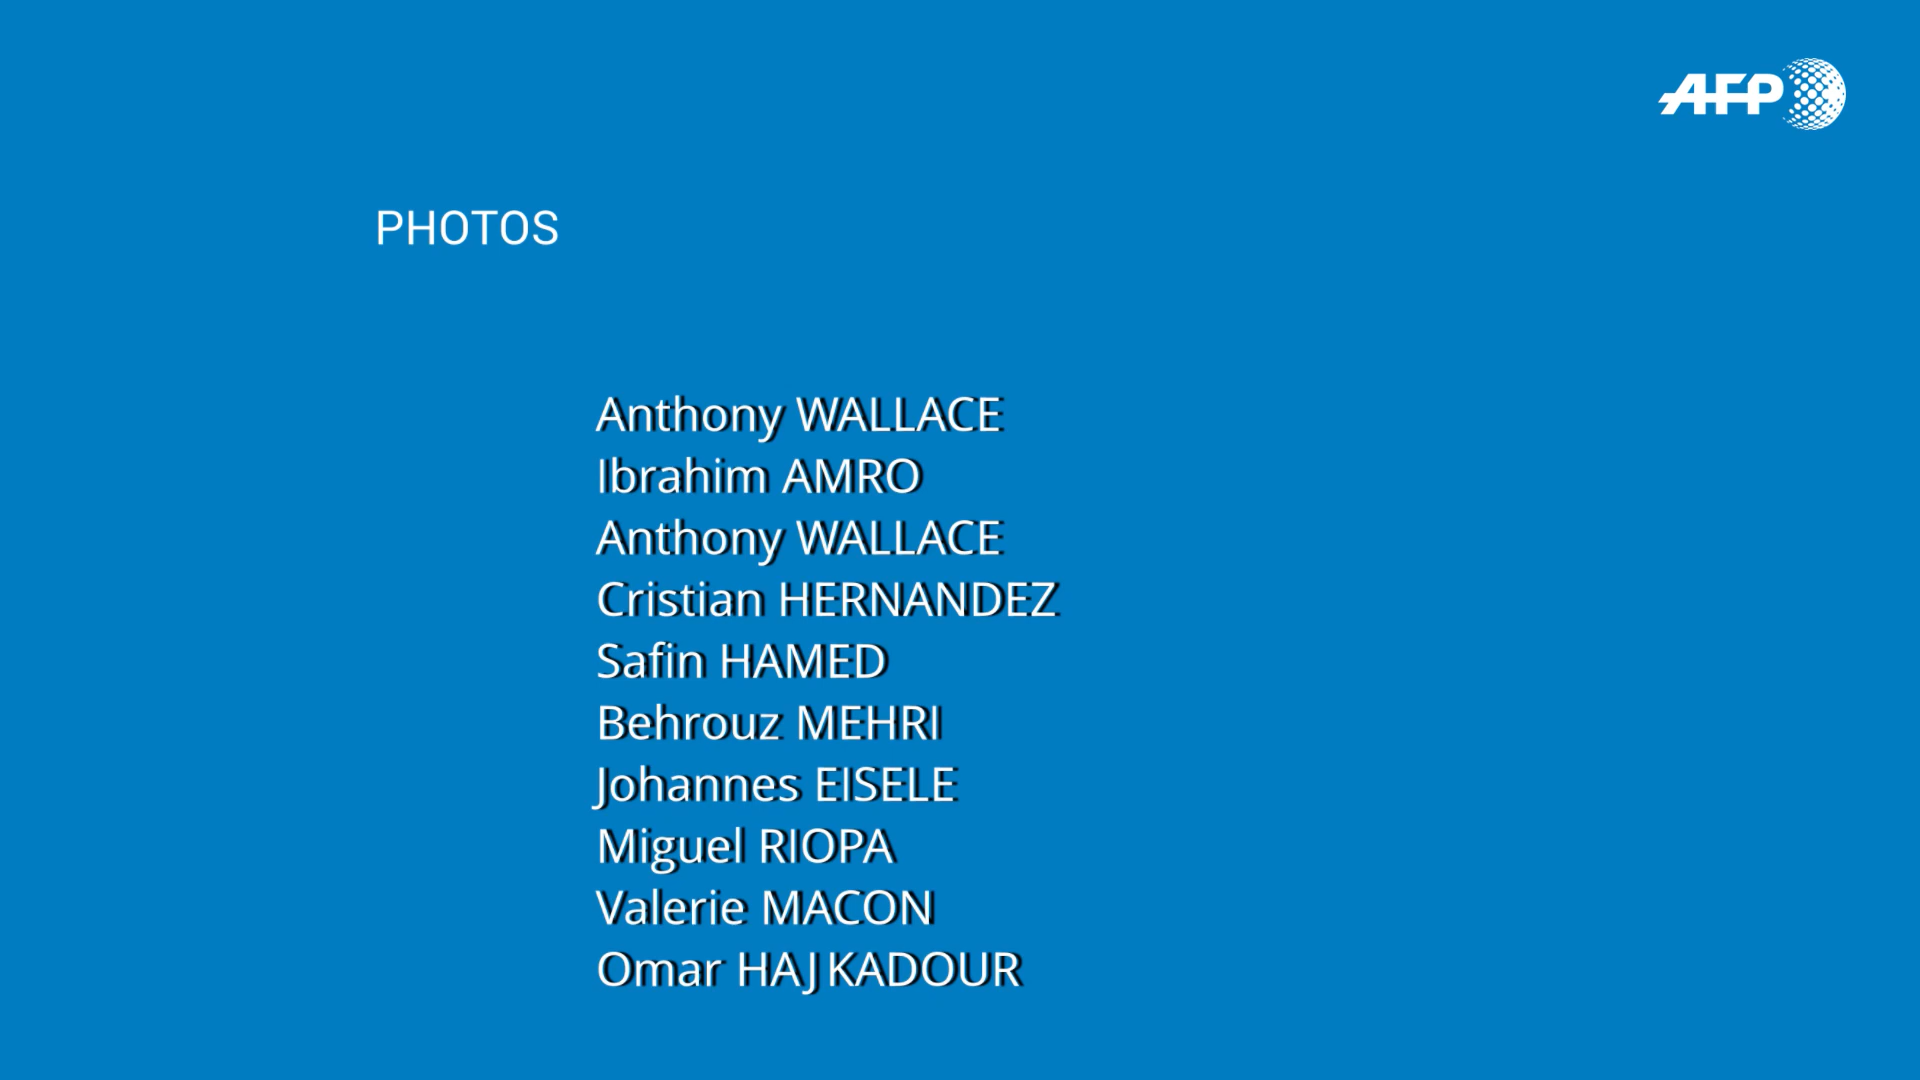 AFP
PHOTOS
Anthony WALLACE
Ibrahim AMRO
Anthony WALLACE
Cristian HERNANDEZ
Safin HAMED
Behrouz MEHRI
Johannes EISELE
Miguel RIOPA
Valerie MACON
Omar HAJ KADOUR